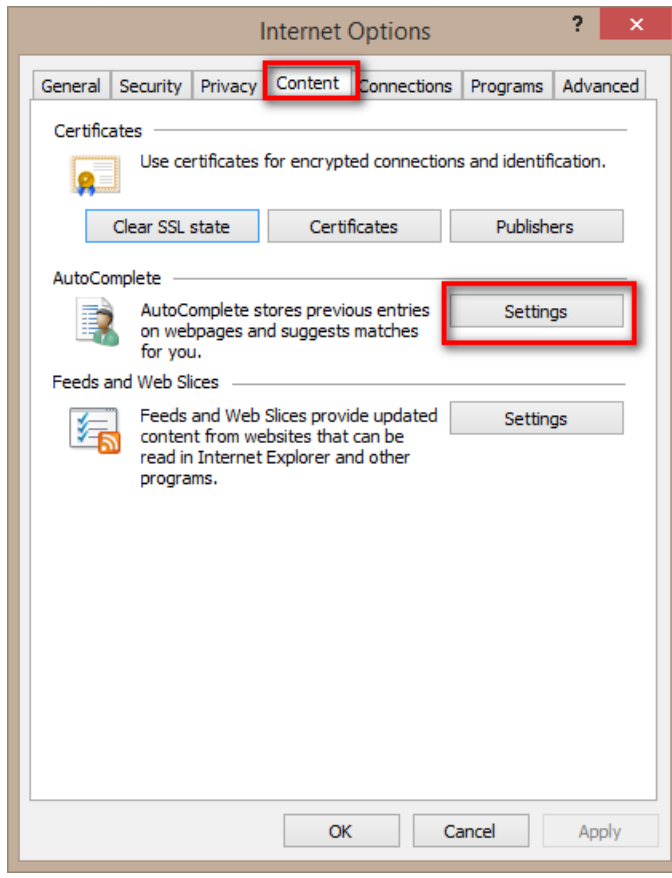 Internet Options
?
General Security Privacy Content Connections Programs Advanced
Certificates
Use certificates for encrypted connections and identification.
Clear SSL state Certificates Publishers
AutoComplete
AutoComplete stores previous entries
on webpages and suggests matches
for you.
Settings
Feeds and Web Slices
Feeds and Web Slices provide updated
content from websites that can be
read in Internet Explorer and other
programs.
Settings
OK Cancel Apply